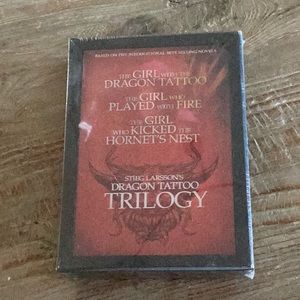 BASED ON THE INTERNATIONAL BEST SELLING NOVELS
THE GIRL WITH THE
DRAGON TATTOO
THE GIRL WHO
PLAYED WITH FIRE
THE GIRL
WHO KICKED THE
HORNET'S NEST
STIEG LARSSON'S
DRAGON TATTOO
TRILOGY